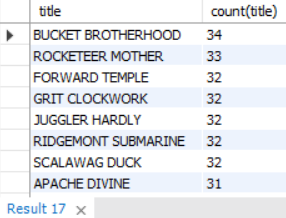 title count(title)
BUCKET BROTHERHOOD 34
ROCKETEER MOTHER 33
FORWARD TEMPLE 32
GRIT CLOCKWORK 32
JUGGLER HARDLY 32
RIDGEMONT SUBMARINE 32
SCALAWAG DUCK 32
APACHE DIVINE 31
Result 17 ×